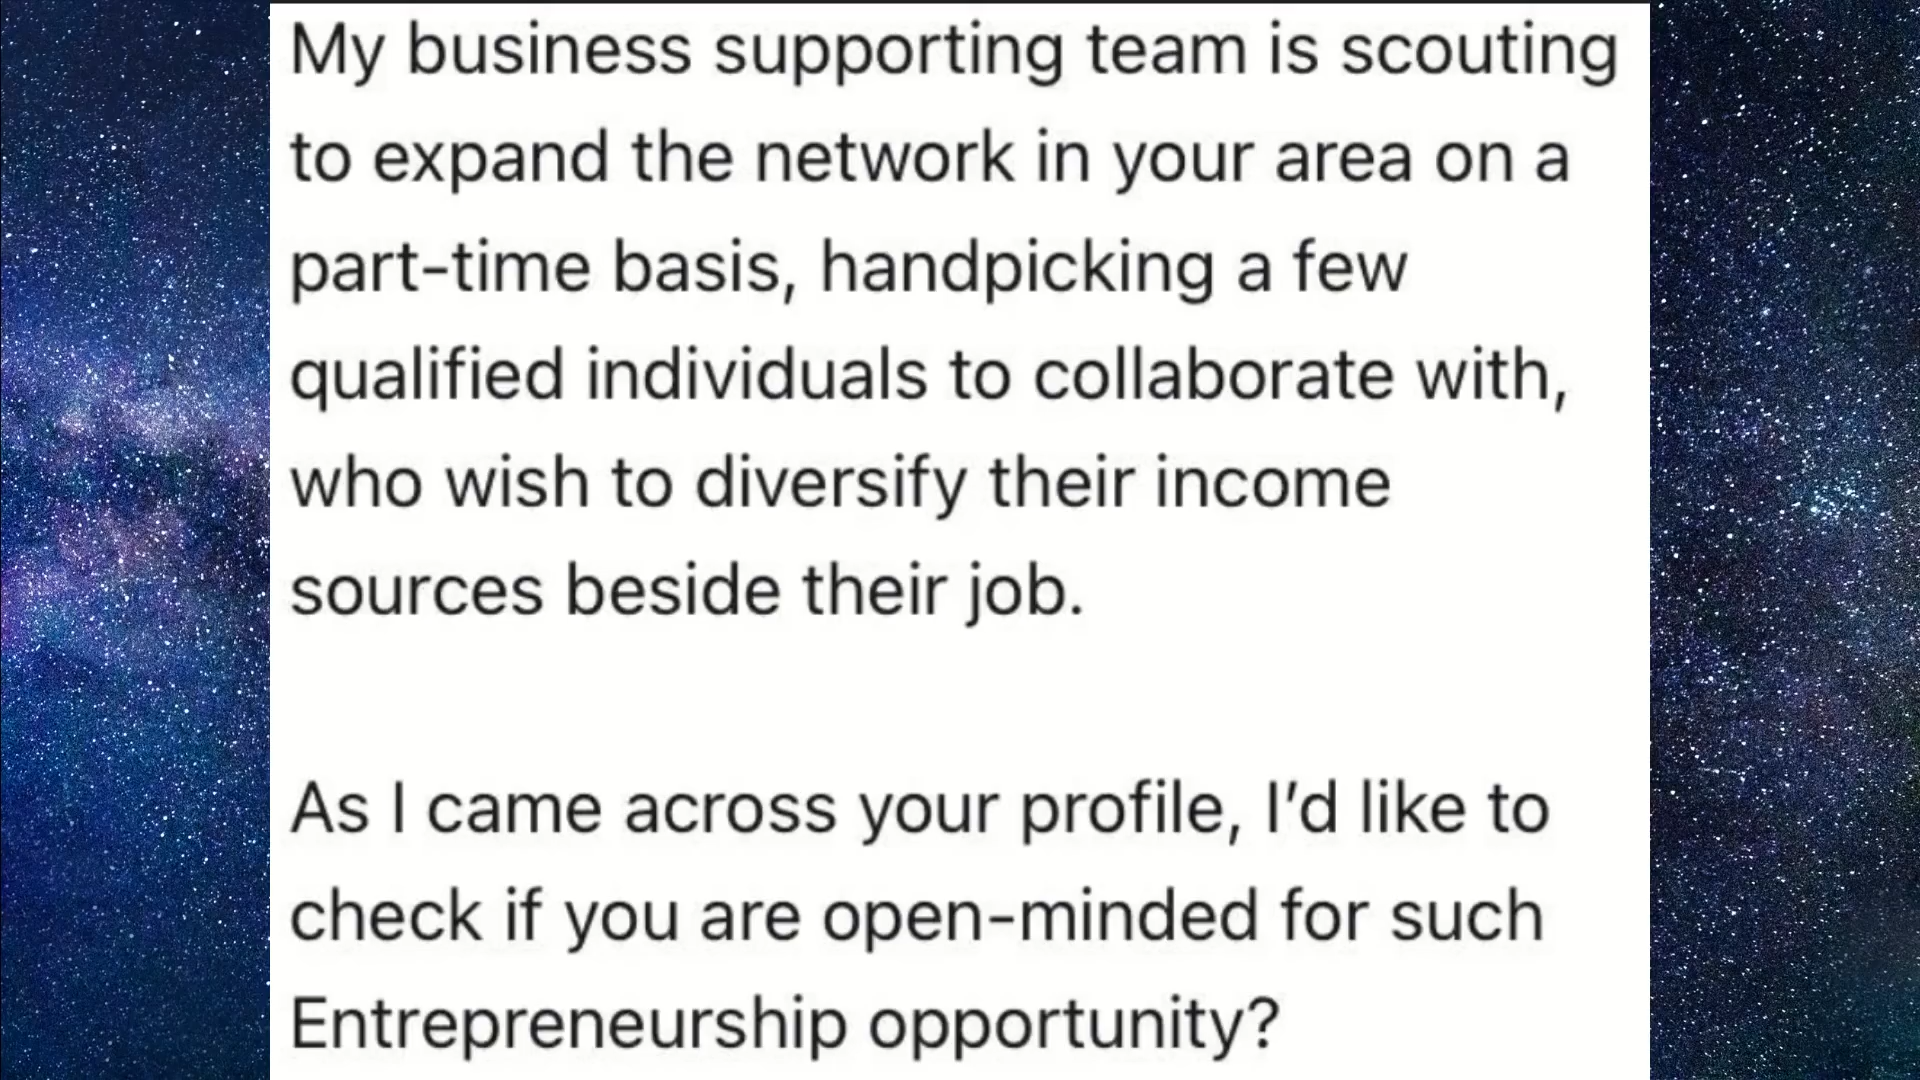 My business supporting team is scouting
to expand the network in your area on a
part-time basis, handpicking a few
qualified individuals to collaborate with,
who wish to diversify their income
sources beside their job.
As I came across your profile, I’d like to
check if you are open-minded for such
Entrepreneurship opportunity?